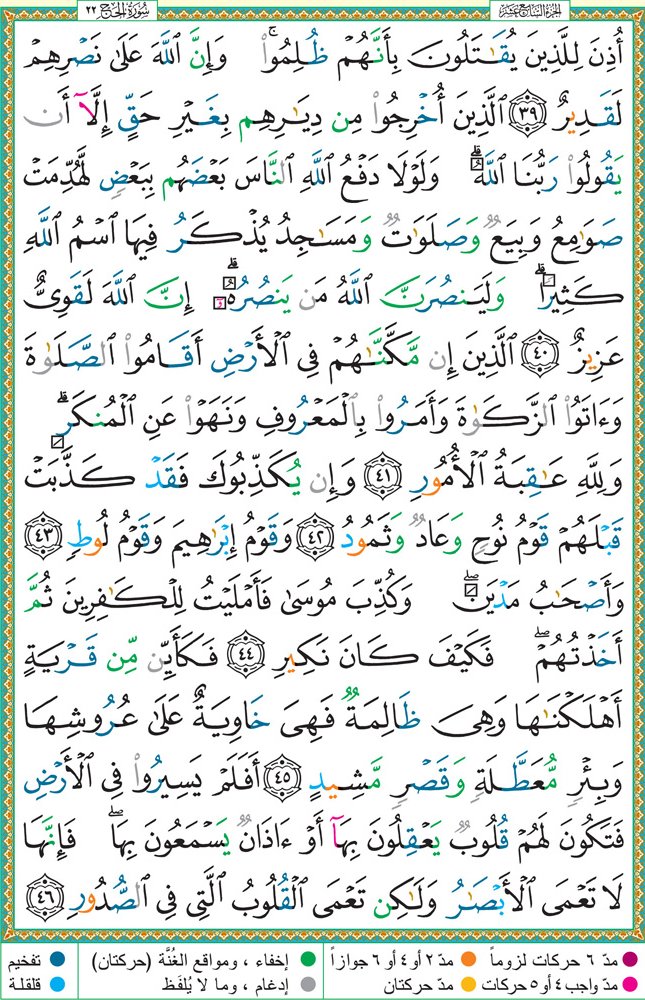 سُورَةُ الحَجِّ ٢٢
الجزء السابع عشر
أُذِنَ لِلَّذِينَ يُقَٰتَلُونَ بِأَنَّهُمْ ظُلِمُوا۟ ۚ وَإِنَّ ٱللَّهَ عَلَىٰ نَصْرِهِمْ
لَقَدِيرٌ ٣٩ ٱلَّذِينَ أُخْرِجُوا۟ مِن دِيَٰرِهِم بِغَيْرِ حَقٍّ إِلَّآ أَن
يَقُولُوا۟ رَبُّنَا ٱللَّهُ ۗ وَلَوْلَا دَفْعُ ٱللَّهِ ٱلنَّاسَ بَعْضَهُم بِبَعْضٍ لَّهُدِّمَتْ
صَوَٰمِعُ وَبِيَعٌ وَصَلَوَٰتٌ وَمَسَٰجِدُ يُذْكَرُ فِيهَا ٱسْمُ ٱللَّهِ
كَثِيرًا ۗ وَلَيَنصُرَنَّ ٱللَّهُ مَن يَنصُرُهُۥٓ ۗ إِنَّ ٱللَّهَ لَقَوِىٌّ
عَزِيزٌ ٤٠ ٱلَّذِينَ إِن مَّكَّنَّٰهُمْ فِى ٱلْأَرْضِ أَقَامُوا۟ ٱلصَّلَوٰةَ
وَءَاتَوُا۟ ٱلزَّكَوٰةَ وَأَمَرُوا۟ بِٱلْمَعْرُوفِ وَنَهَوْا۟ عَنِ ٱلْمُنكَرِ ۗ
وَلِلَّهِ عَٰقِبَةُ ٱلْأُمُورِ ٤١ وَإِن يُكَذِّبُوكَ فَقَدْ كَذَّبَتْ
قَبْلَهُمْ قَوْمُ نُوحٍ وَعَادٌ وَثَمُودُ ٤٢ وَقَوْمُ إِبْرَٰهِيمَ وَقَوْمُ لُوطٍ ٤٣
وَأَصْحَٰبُ مَدْيَنَ ۖ وَكُذِّبَ مُوسَىٰ فَأَمْلَيْتُ لِلْكَٰفِرِينَ ثُمَّ
أَخَذْتُهُمْ ۖ فَكَيْفَ كَانَ نَكِيرِ ٤٤ فَكَأَيِّن مِّن قَرْيَةٍ
أَهْلَكْنَٰهَا وَهِىَ ظَالِمَةٌ فَهِىَ خَاوِيَةٌ عَلَىٰ عُرُوشِهَا
وَبِئْرٍ مُّعَطَّلَةٍ وَقَصْرٍ مَّشِيدٍ ٤٥ أَفَلَمْ يَسِيرُوا۟ فِى ٱلْأَرْضِ
فَتَكُونَ لَهُمْ قُلُوبٌ يَعْقِلُونَ بِهَآ أَوْ ءَاذَانٌ يَسْمَعُونَ بِهَا ۖ فَإِنَّهَا
لَا تَعْمَى ٱلْأَبْصَٰرُ وَلَٰكِن تَعْمَى ٱلْقُلُوبُ ٱلَّتِى فِى ٱلصُّدُورِ ٤٦
مدّ ٦ حركات لزوماً مدّ ٢ أو ٤ أو ٦ جوازاً إخفاء ، ومواقع الغُنَّة (حركتان) تفخيم
مدّ واجب ٤ أو ٥ حركات مدّ حركتان إدغام ، وما لا يُلفَظ قلقلة